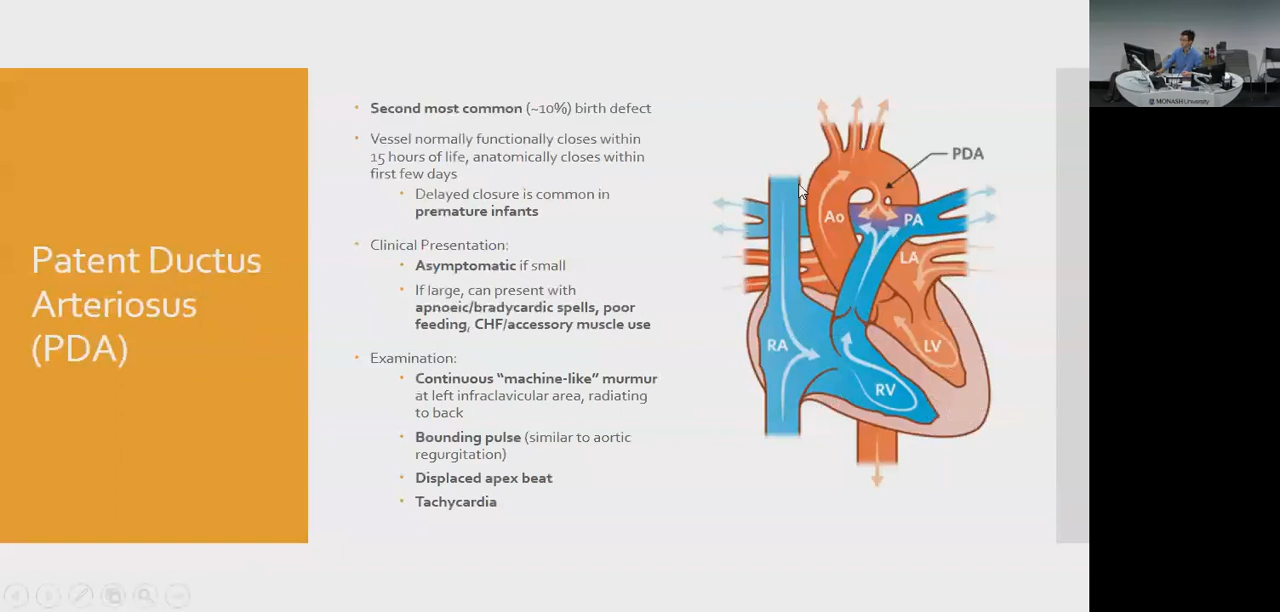 Patent Ductus
Arteriosus
(PDA)
Second most common (~10%) birth defect
Vessel normally functionally closes within
15 hours of life, anatomically closes within
first few days
Delayed closure is common in
premature infants
Clinical Presentation:
Asymptomatic if small
If large, can present with
apnoeic/bradycardic spells, poor
feeding, CHF/accessory muscle use
Examination:
Continuous “machine-like” murmur
at left infraclavicular area, radiating
to back
Bounding pulse (similar to aortic
regurgitation)
Displaced apex beat
Tachycardia
PDA
Ao
PA
LA
RA
LV
RV
MONASH University